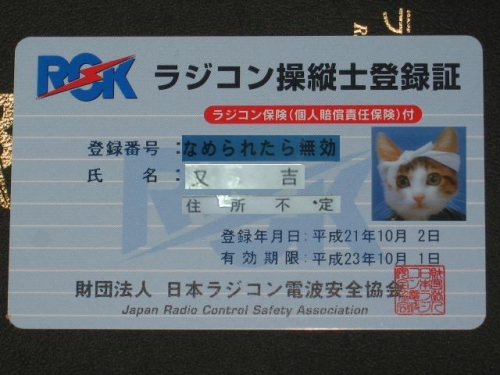 RCK ラジコン操縦士登録証
ラジコン保険(個人賠償責任保険)付
登録番号:なめられたら無効
氏名:又吉
住所不定
登録年月日:平成21年10月 2日
有効期限:平成23年10月 1日
財団法人 日本ラジコン電波安全協会
Japan Radio Control Safety Association